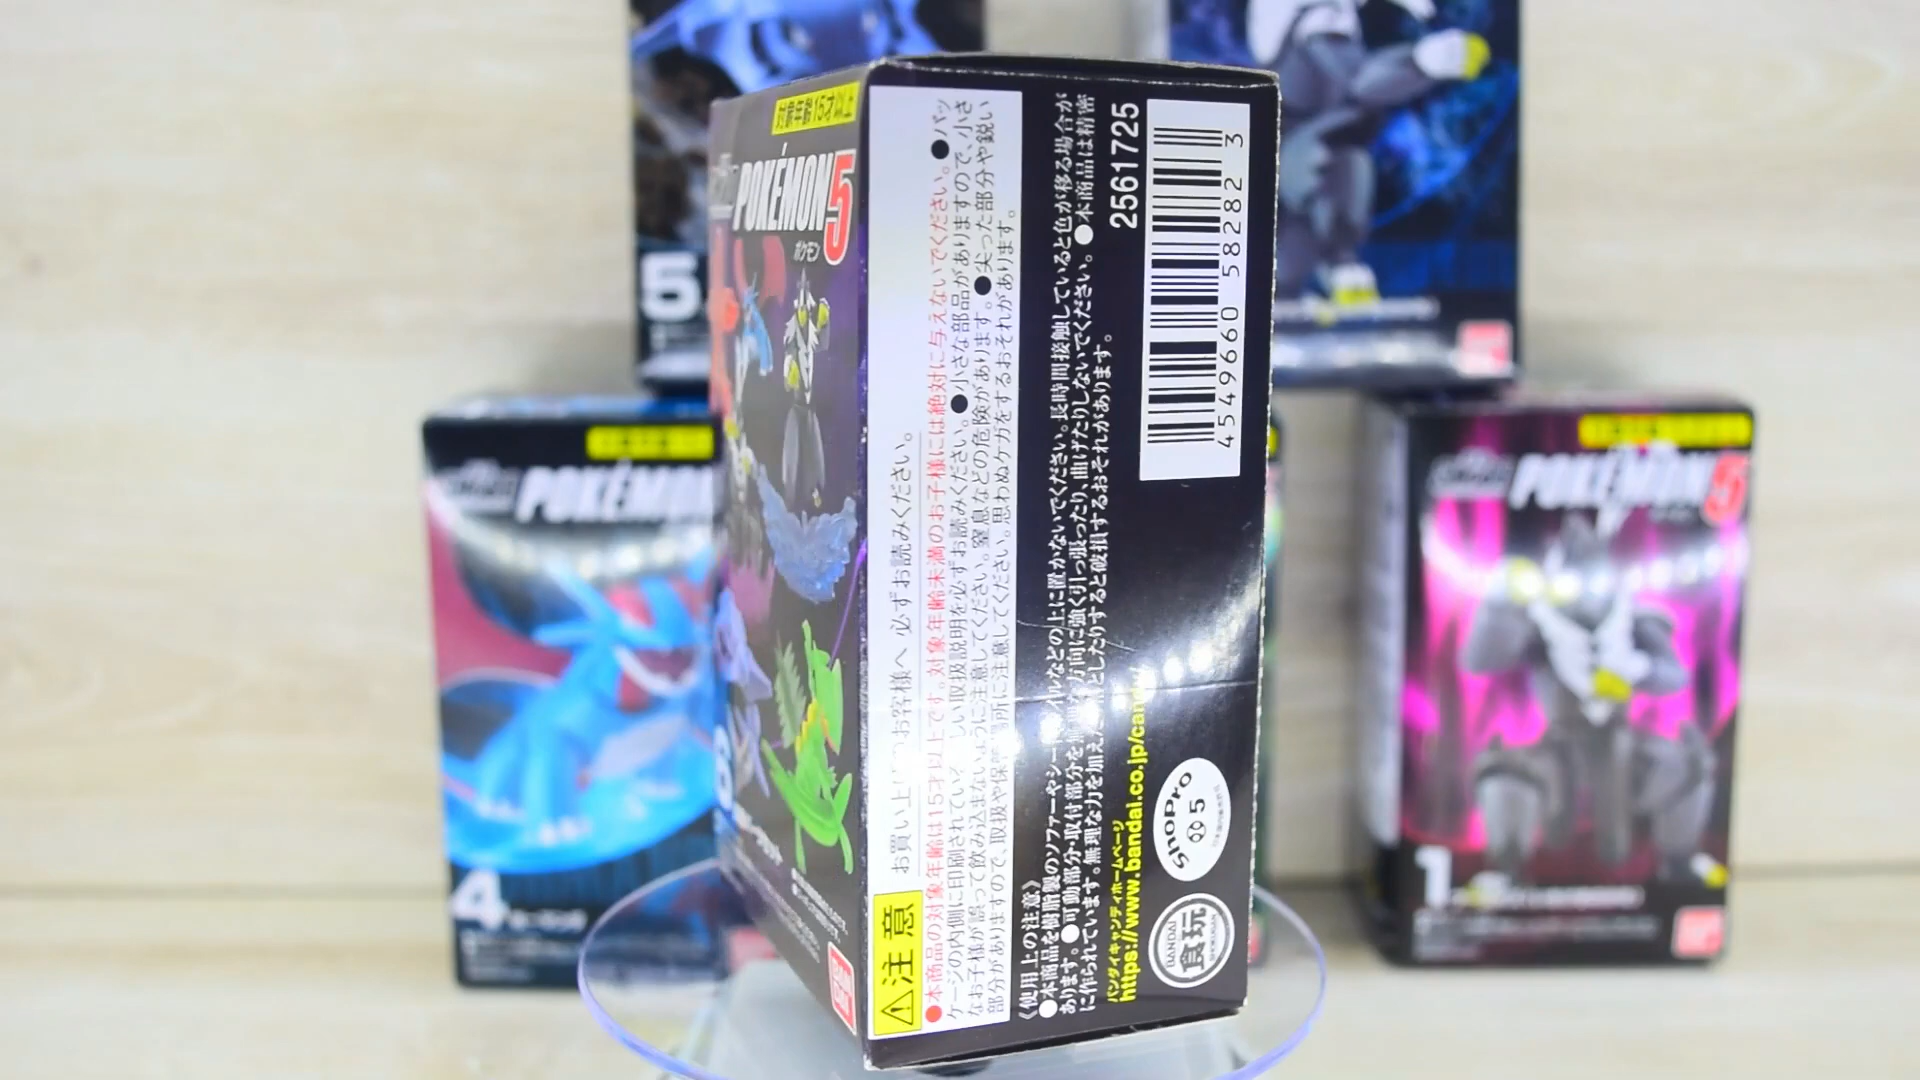 対象年齢15才以上
POKÉMON5
ポケモン
⚠注意
お客様へ 必ずお読みください。
●本商品の対象年齢は15才以上です。対象年齢未満のお子様には絶対に与えないでください。●パッ
ケージの内側に印刷されている
取扱説明を必ずお読みください。●小さな部品がありますので、小さ
なお子様が誤って飲み込まないように注意してください。窒息などの危険があります。●尖った部分や鋭い
部分がありますので、取扱や保
所に注意してください。思わぬケガをするおそれがあります。
《使用上の注意》
●本商品を樹脂製のソファーやシー
などの上に置かないでください。長時間接触していると色が移る場合が
あります。●可動部分・取付部分を
方向に強く引っ張ったり、曲げたりしないでください。●本商品は精密
に作られています。無理な力を加え
としたりすると破損するおそれがあります。
バンダイキャンディホームページ
https://www.bandai.co.jp/candy/
2561725
4549660 582823
ShoPro
5
BANDAI
食玩
SHOKUGAN
BAN
DAI
6
5
4
POKÉMON
POKÉMON5
1